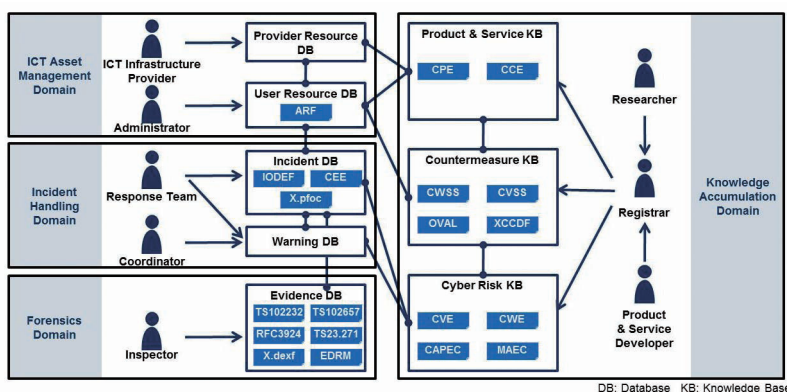 ICT Asset
Management
Domain
ICT Infrastructure
Provider
Administrator
Provider Resource
DB
User Resource DB
ARF
Incident
Handling
Domain
Response Team
Coordinator
Incident DB
IODEF
CEE
X.pfoc
Warning DB
Forensics
Domain
Inspector
Evidence DB
TS102232
TS102657
RFC3924
TS23.271
X.dexf
EDRM
Product & Service KB
CPE
CCE
Countermeasure KB
CWSS
CVSS
OVAL
XCCDF
Cyber Risk KB
CVE
CWE
CAPEC
MAEC
Researcher
Registrar
Product
& Service
Developer
Knowledge
Accumulation
Domain
DB: Database KB: Knowledge Base